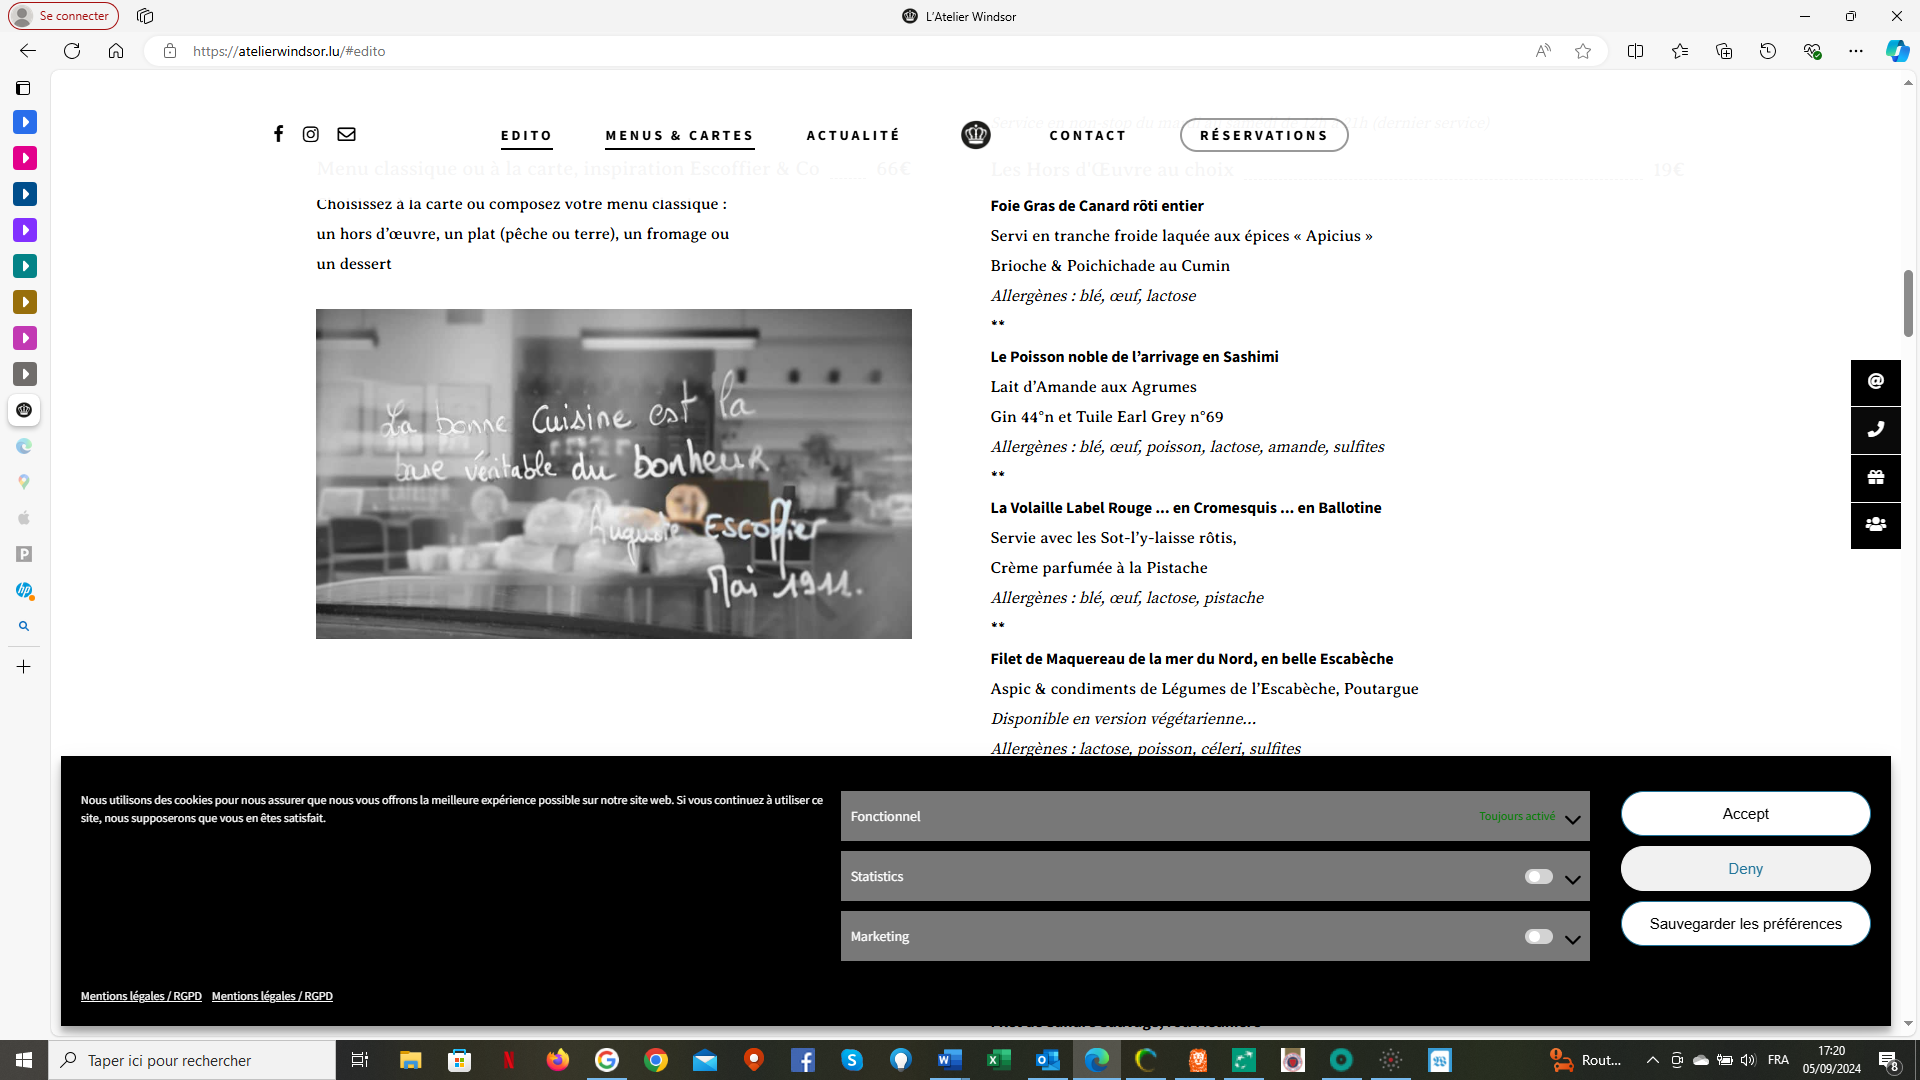 Se connecter
L'Atelier Windsor
https://atelierwindsor.lu/#edito
EDITO
MENUS & CARTES
ACTUALITÉ
CONTACT
RÉSERVATIONS
Menu classique ou à la carte, inspiration Escoffier & Co ____ 66€
Choisissez à la carte ou composez votre menu classique :
un hors d'œuvre, un plat (pêche ou terre), un fromage ou
un dessert
La bonne Cuisine est la
base véritable du bonheur
Auguste Escoffier
Mai 1911.
(dernier service)
Les Hors d'Œuvre au choix 19€
Foie Gras de Canard rôti entier
Servi en tranche froide laquée aux épices « Apicius »
Brioche & Poichichade au Cumin
Allergènes : blé, œuf, lactose
**
Le Poisson noble de l'arrivage en Sashimi
Lait d'Amande aux Agrumes
Gin 44°n et Tuile Earl Grey n°69
Allergènes : blé, œuf, poisson, lactose, amande, sulfites
**
La Volaille Label Rouge ... en Cromesquis ... en Ballotine
Servie avec les Sot-l'y-laisse rôtis,
Crème parfumée à la Pistache
Allergènes : blé, œuf, lactose, pistache
**
Filet de Maquereau de la mer du Nord, en belle Escabèche
Aspic & condiments de Légumes de l'Escabèche, Poutargue
Disponible en version végétarienne...
Allergènes : lactose, poisson, céleri, sulfites
Nous utilisons des cookies pour nous assurer que nous vous offrons la meilleure expérience possible sur notre site web. Si vous continuez à utiliser ce
site, nous supposerons que vous en êtes satisfait.
Fonctionnel
Toujours activé
Statistics
Marketing
Accept
Deny
Sauvegarder les préférences
Mentions légales / RGPD
Mentions légales / RGPD
Taper ici pour rechercher
Rout...
FRA
17:20
05/09/2024
8